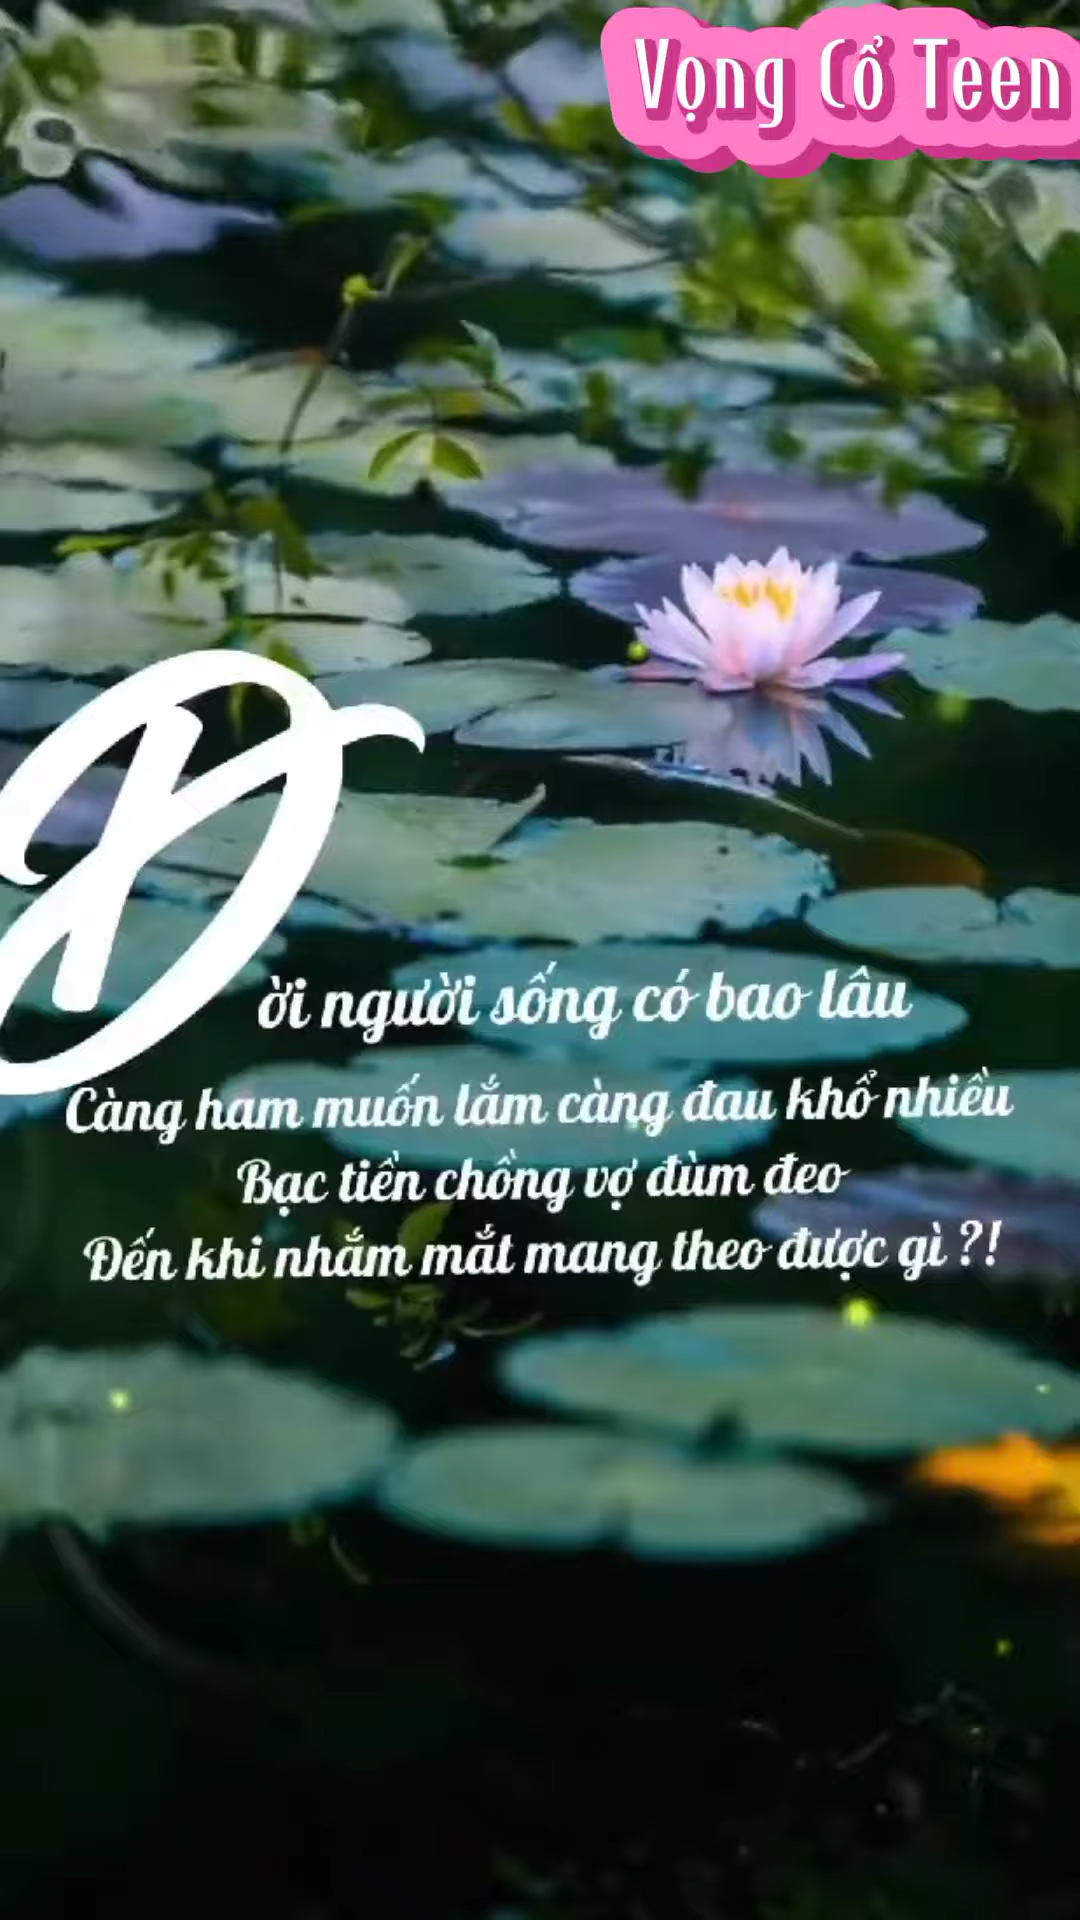 Vọng Cổ Teen
Đời người sống có bao lâu
Càng ham muốn lắm càng đau khổ nhiều
Bạc tiền chồng vợ đùm đeo
Đến khi nhắm mắt mang theo được gì ?!